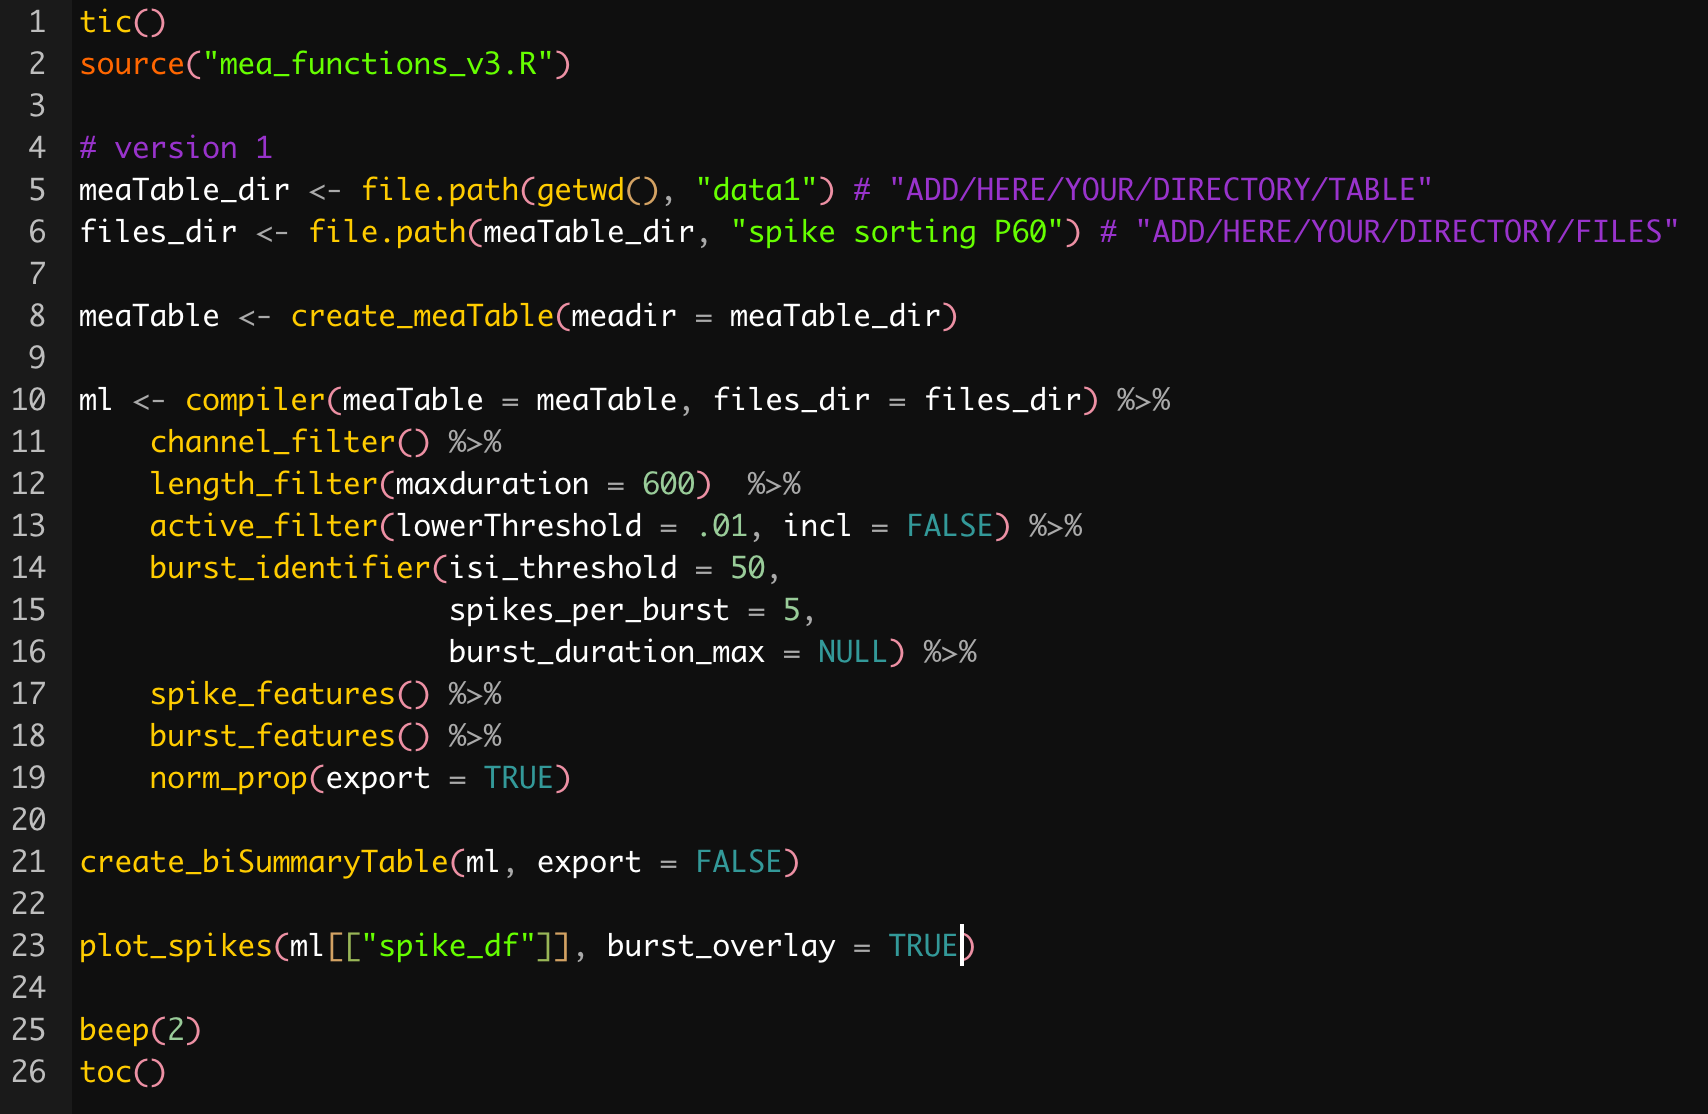 1 tic()
2 source("mea_functions_v3.R")
3
4 # version 1
5 meaTable_dir <- file.path(getwd(), "data1") # "ADD/HERE/YOUR/DIRECTORY/TABLE"
6 files_dir <- file.path(meaTable_dir, "spike sorting P60") # "ADD/HERE/YOUR/DIRECTORY/FILES"
7
8 meaTable <- create_meaTable(meadir = meaTable_dir)
9
10 ml <- compiler(meaTable = meaTable, files_dir = files_dir) %>%
11     channel_filter() %>%
12     length_filter(maxduration = 600)  %>%
13     active_filter(lowerThreshold = .01, incl = FALSE) %>%
14     burst_identifier(isi_threshold = 50,
15                      spikes_per_burst = 5,
16                      burst_duration_max = NULL) %>%
17     spike_features() %>%
18     burst_features() %>%
19     norm_prop(export = TRUE)
20
21 create_biSummaryTable(ml, export = FALSE)
22
23 plot_spikes(ml[["spike_df"]], burst_overlay = TRUE)
24
25 beep(2)
26 toc()